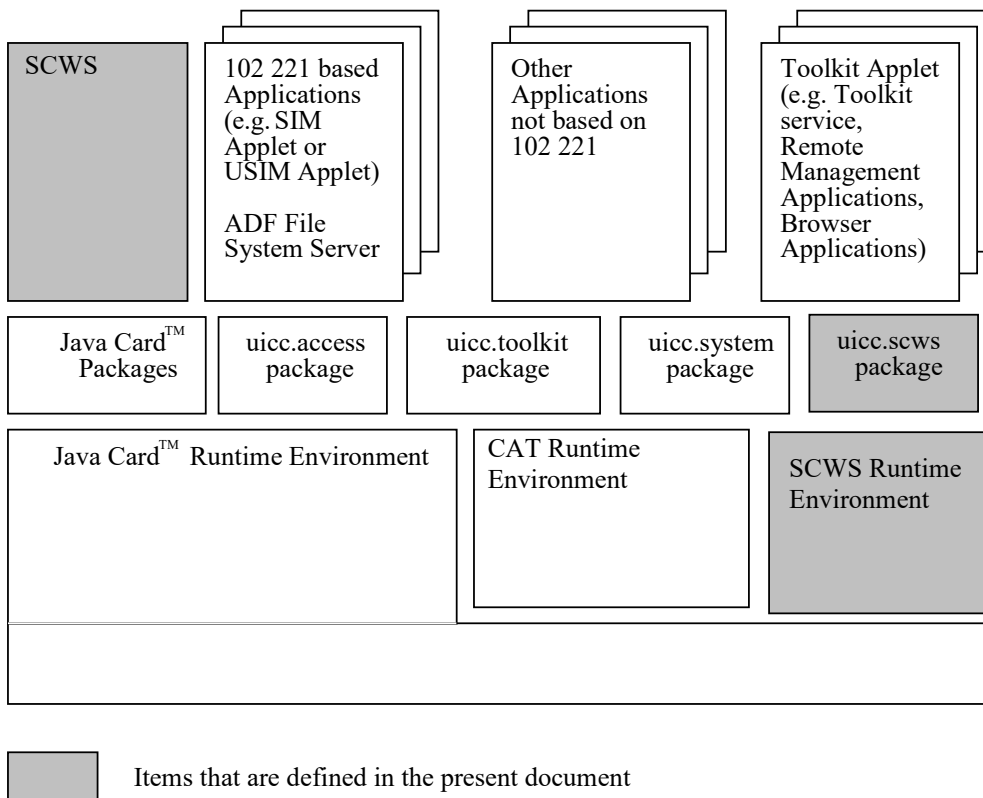 SCWS
102 221 based
Applications
(e.g. SIM
Applet or
USIM Applet)
ADF File
System Server
Other
Applications
not based on
102 221
Toolkit Applet
(e.g. Toolkit
service,
Remote
Management
Applications,
Browser
Applications)
Java Card™
Packages
uicc.access
package
uicc.toolkit
package
uicc.system
package
uicc.scws
package
Java Card™ Runtime Environment
CAT Runtime
Environment
SCWS Runtime
Environment
Items that are defined in the present document